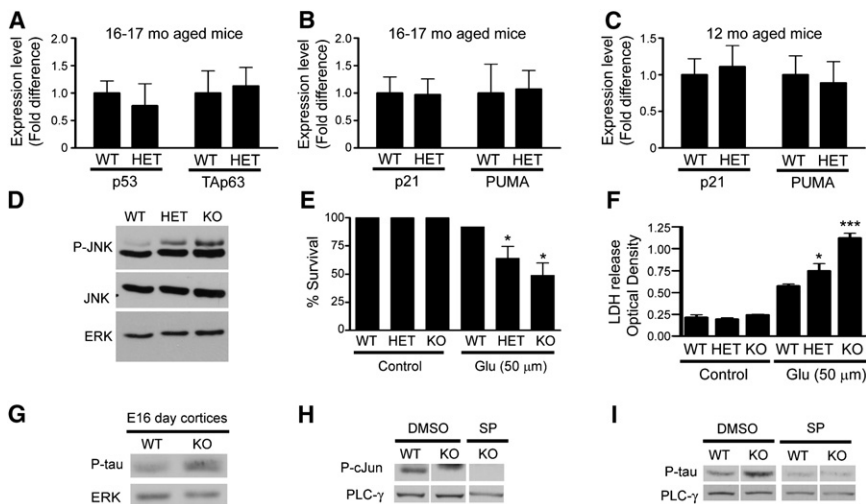 A
16-17 mo aged mice
Expression level
(Fold difference)
2.0
1.5
1.0
0.5
0
WT HET WT HET
p53 TAp63
B
16-17 mo aged mice
Expression level
(Fold difference)
2.0
1.5
1.0
0.5
0
WT HET WT HET
p21 PUMA
C
12 mo aged mice
Expression level
(Fold difference)
1.5
1.0
0.5
0
WT HET WT HET
p21 PUMA
D
WT HET KO
P-JNK
JNK
ERK
E
% Survival
100
75
50
25
0
* *
WT HET KO WT HET KO
Control Glu (50 μm)
F
LDH release
Optical Density
1.25
1.00
0.75
0.50
0.25
0.00
* ***
WT HET KO WT HET KO
Control Glu (50 μm)
G
E16 day cortices
WT KO
P-tau
ERK
H
DMSO SP
WT KO KO
P-cJun
PLC-γ
I
DMSO SP
WT KO WT KO
P-tau
PLC-γ